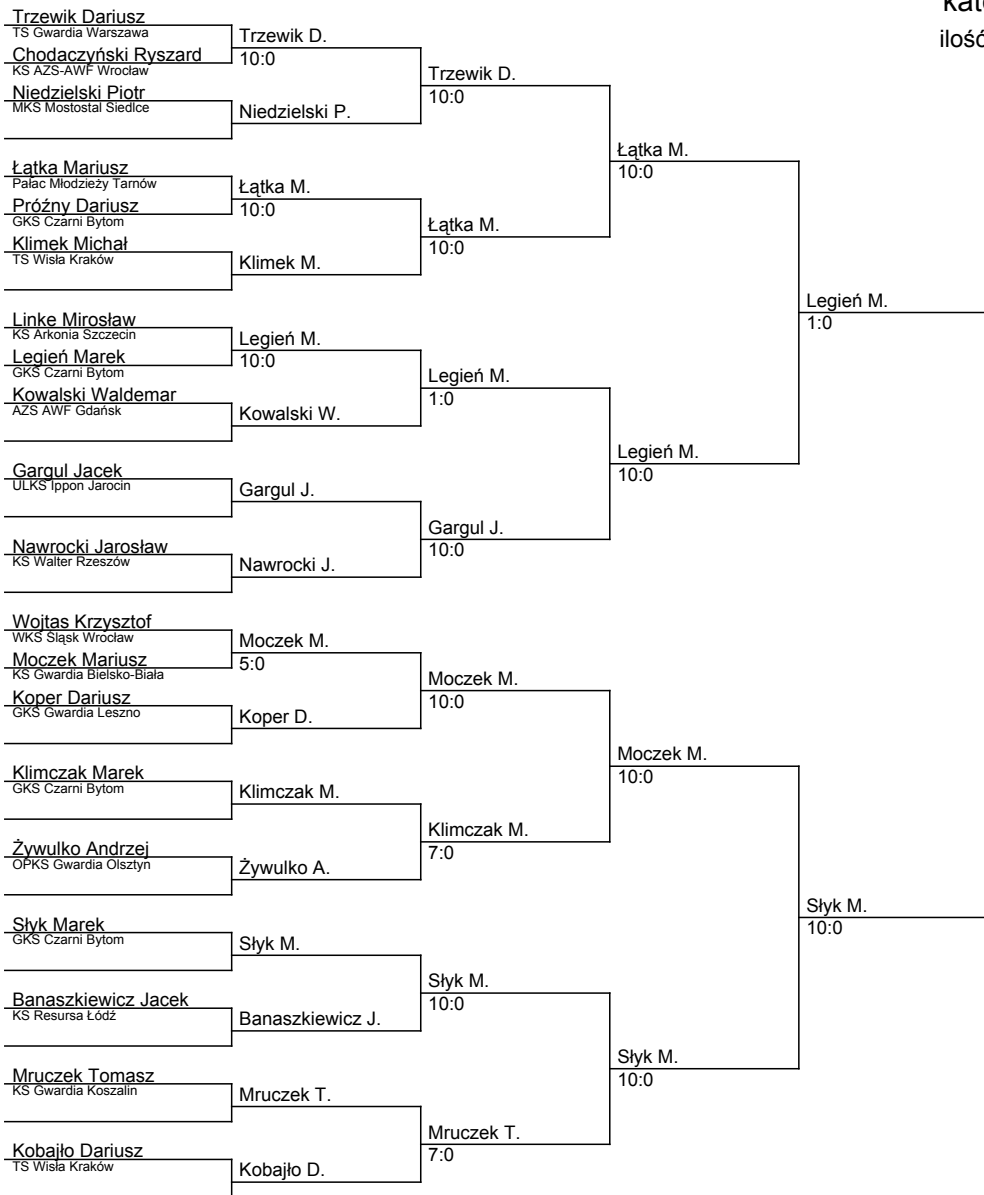 kate
ilość
Trzewik Dariusz
TS Gwardia Warszawa
Chodaczyński Ryszard
KS AZS-AWF Wrocław
Niedzielski Piotr
MKS Mostostal Siedlce
Łątka Mariusz
Pałac Młodzieży Tarnów
Próżny Dariusz
GKS Czarni Bytom
Klimek Michał
TS Wisła Kraków
Linke Mirosław
KS Arkonia Szczecin
Legień Marek
GKS Czarni Bytom
Kowalski Waldemar
AZS AWF Gdańsk
Gargul Jacek
ULKS Ippon Jarocin
Nawrocki Jarosław
KS Walter Rzeszów
Wojtas Krzysztof
WKS Śląsk Wrocław
Moczek Mariusz
KS Gwardia Bielsko-Biała
Koper Dariusz
GKS Gwardia Leszno
Klimczak Marek
GKS Czarni Bytom
Żywulko Andrzej
OPKS Gwardia Olsztyn
Słyk Marek
GKS Czarni Bytom
Banaszkiewicz Jacek
KS Resursa Łódź
Mruczek Tomasz
KS Gwardia Koszalin
Kobajło Dariusz
TS Wisła Kraków
Trzewik D.
10:0
Niedzielski P.
Łątka M.
10:0
Klimek M.
Legień M.
10:0
Kowalski W.
Gargul J.
Nawrocki J.
Moczek M.
5:0
Koper D.
Klimczak M.
Żywulko A.
Słyk M.
Banaszkiewicz J.
Mruczek T.
Kobajło D.
Trzewik D.
10:0
Łątka M.
10:0
Legień M.
1:0
Gargul J.
10:0
Moczek M.
10:0
Klimczak M.
7:0
Słyk M.
10:0
Mruczek T.
7:0
Łątka M.
10:0
Legień M.
10:0
Moczek M.
10:0
Słyk M.
10:0
Legień M.
1:0
Słyk M.
10:0